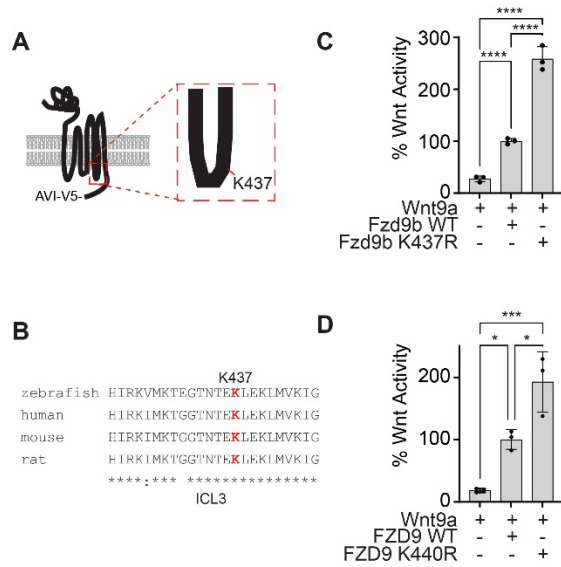 A
K437
AVI-V5-
B
K437
zebrafish HIRKVMKTEGTNTEKLEKLMVKIG
human HIRKIMKTGGTNTEKLEKLMVKIG
mouse HIRKIMKTGGTNTEKLEKLMVKIG
rat HIRKIMKTGGTNTEKLEKLMVKIG
****:*** ***************
ICL3
C
****
**** ****
% Wnt Activity
300
200
100
0
Wnt9a + + +
Fzd9b WT - + -
Fzd9b K437R - - +
D
***
* *
% Wnt Activity
200
100
0
Wnt9a + + +
FZD9 WT - + -
FZD9 K440R - - +